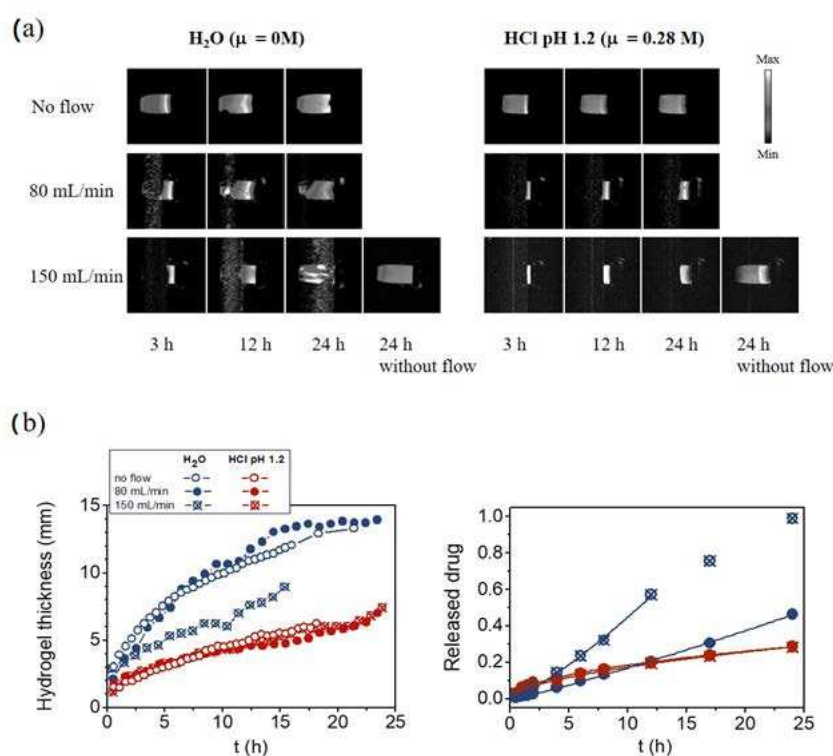 (a)
H₂O (μ = 0M)
HCl pH 1.2 (μ = 0.28 M)
Max
Min
No flow
80 mL/min
150 mL/min
3 h 12 h 24 h 24 h
without flow
3 h 12 h 24 h 24 h
without flow
(b)
H₂O HCl pH 1.2
no flow
80 mL/min
150 mL/min
Hydrogel thickness (mm)
15
10
5
0
0 5 10 15 20 25
t (h)
Released drug
1.0
0.8
0.6
0.4
0.2
0.0
0 5 10 15 20 25
t (h)